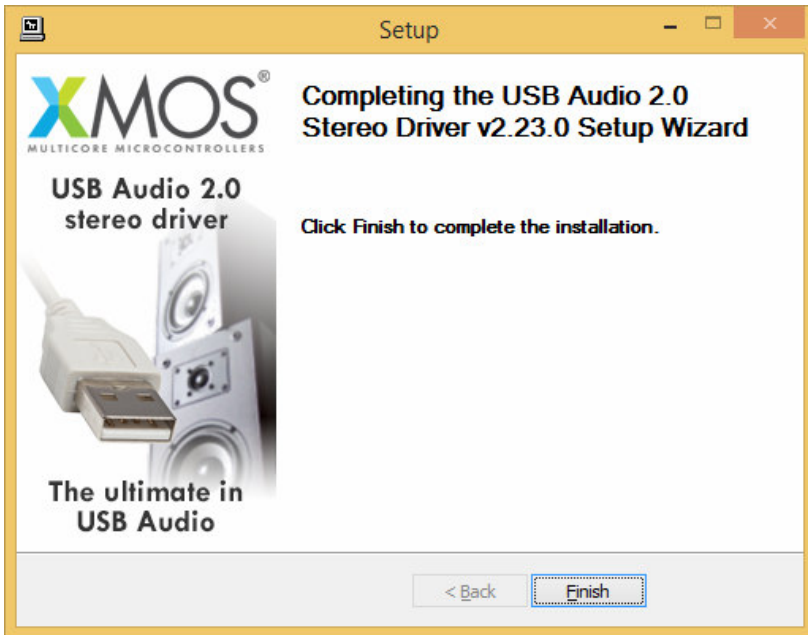 Setup
XMOS®
MULTICORE MICROCONTROLLERS
USB Audio 2.0
stereo driver
The ultimate in
USB Audio
Completing the USB Audio 2.0
Stereo Driver v2.23.0 Setup Wizard
Click Finish to complete the installation.
< Back
Finish